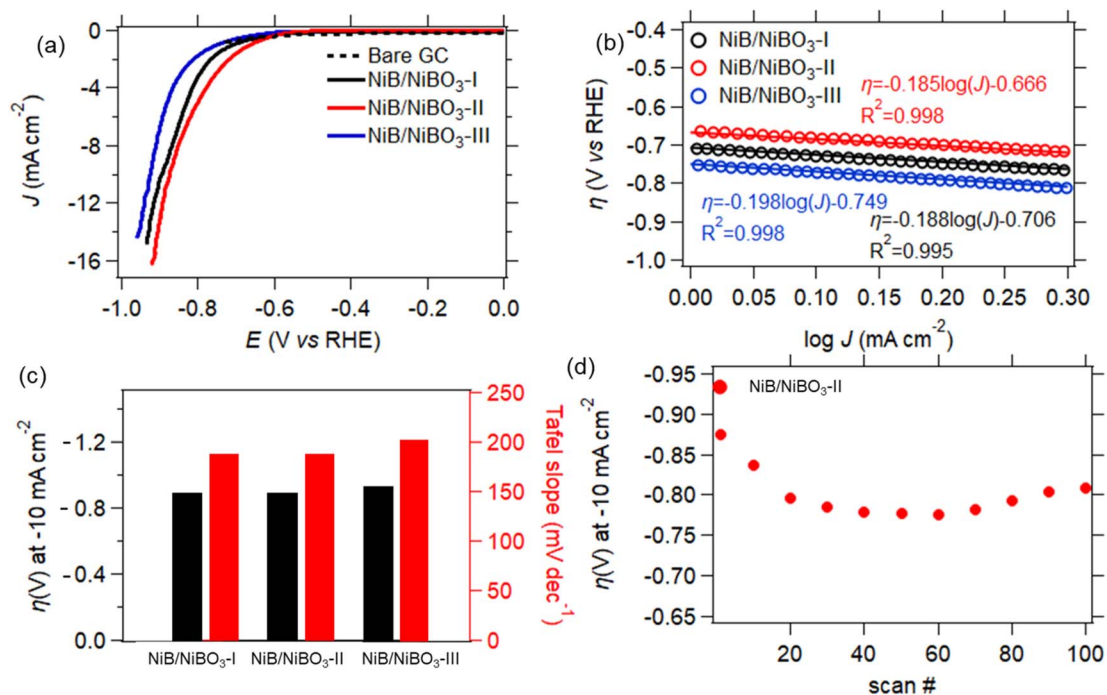 (a)
0
-4
-8
-12
-16
J (mA cm⁻²)
Bare GC
NiB/NiBO₃-I
NiB/NiBO₃-II
NiB/NiBO₃-III
-1.0
-0.8
-0.6
-0.4
-0.2
0.0
E (V vs RHE)
(b)
-0.4
-0.5
-0.6
-0.7
-0.8
-0.9
-1.0
η (V vs RHE)
NiB/NiBO₃-I
NiB/NiBO₃-II
NiB/NiBO₃-III
η=-0.185log(J)-0.666
R²=0.998
η=-0.198log(J)-0.749
R²=0.998
η=-0.188log(J)-0.706
R²=0.995
0.00
0.05
0.10
0.15
0.20
0.25
0.30
log J (mA cm⁻²)
(c)
-1.2
-0.8
-0.4
0.0
η(V) at -10 mA cm⁻²
250
200
150
100
50
0
Tafel slope (mV dec⁻¹)
NiB/NiBO₃-I
NiB/NiBO₃-II
NiB/NiBO₃-III
(d)
-0.95
-0.90
-0.85
-0.80
-0.75
-0.70
-0.65
η(V) at -10 mA cm⁻²
NiB/NiBO₃-II
20
40
60
80
100
scan #